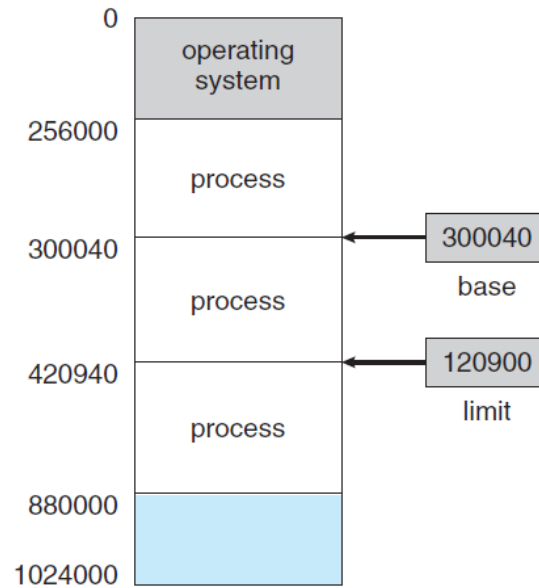 0
operating
system
256000
process
300040
300040
base
process
420940
120900
limit
process
880000
1024000